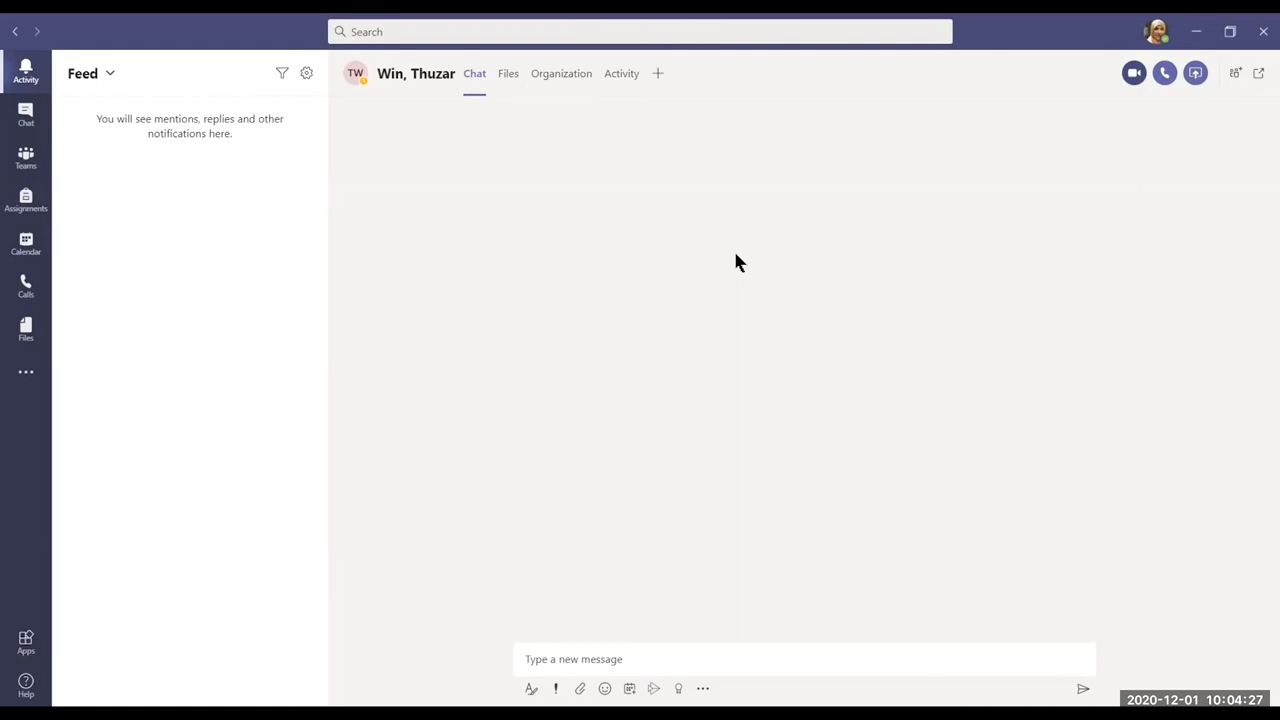 Search
Activity
Chat
Teams
Assignments
Calendar
Calls
Files
Apps
Help
Feed
You will see mentions, replies and other
notifications here.
TW
Win, Thuzar Chat Files Organization Activity
Type a new message
2020-12-01 10:04:27